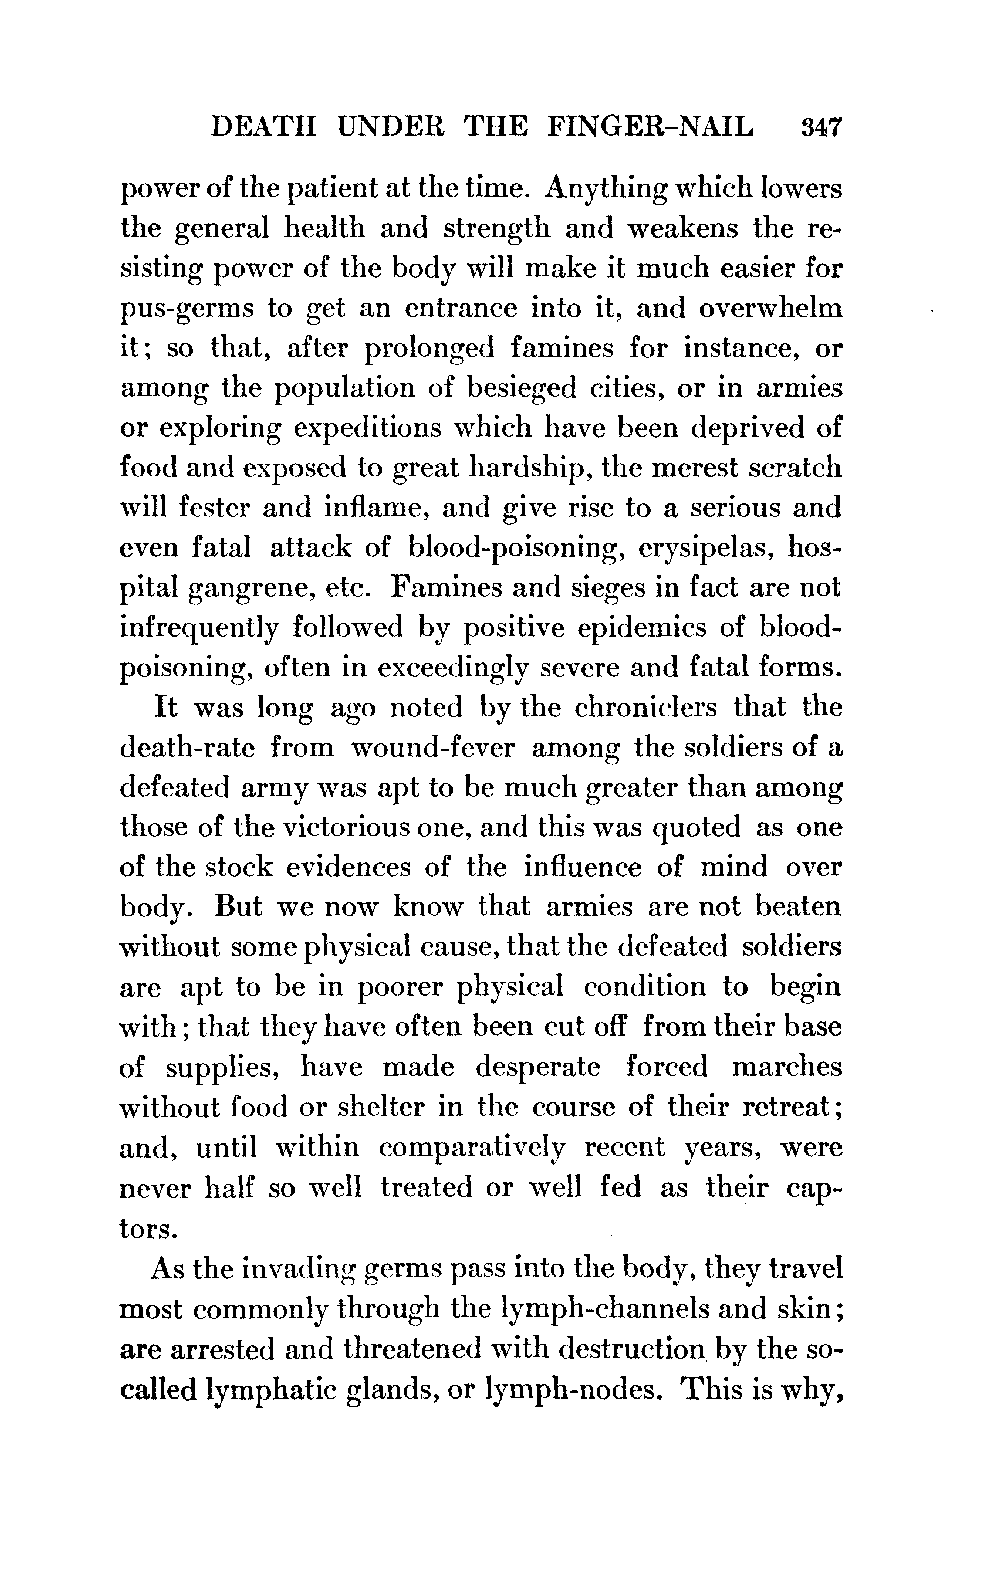 DEATH UNDER THE FINGER-NAIL 347
power of the patient at the time. Anything which lowers
the general health and strength and weakens the re-
sisting power of the body will make it much easier for
pus-germs to get an entrance into it, and overwhelm
it; so that, after prolonged famines for instance, or
among the population of besieged cities, or in armies
or exploring expeditions which have been deprived of
food and exposed to great hardship, the merest scratch
will fester and inflame, and give rise to a serious and
even fatal attack of blood-poisoning, erysipelas, hos-
pital gangrene, etc. Famines and sieges in fact are not
infrequently followed by positive epidemics of blood-
poisoning, often in exceedingly severe and fatal forms.
It was long ago noted by the chroniclers that the
death-rate from wound-fever among the soldiers of a
defeated army was apt to be much greater than among
those of the victorious one, and this was quoted as one
of the stock evidences of the influence of mind over
body. But we now know that armies are not beaten
without some physical cause, that the defeated soldiers
are apt to be in poorer physical condition to begin
with; that they have often been cut off from their base
of supplies, have made desperate forced marches
without food or shelter in the course of their retreat;
and, until within comparatively recent years, were
never half so well treated or well fed as their cap-
tors.
As the invading germs pass into the body, they travel
most commonly through the lymph-channels and skin;
are arrested and threatened with destruction by the so-
called lymphatic glands, or lymph-nodes. This is why,